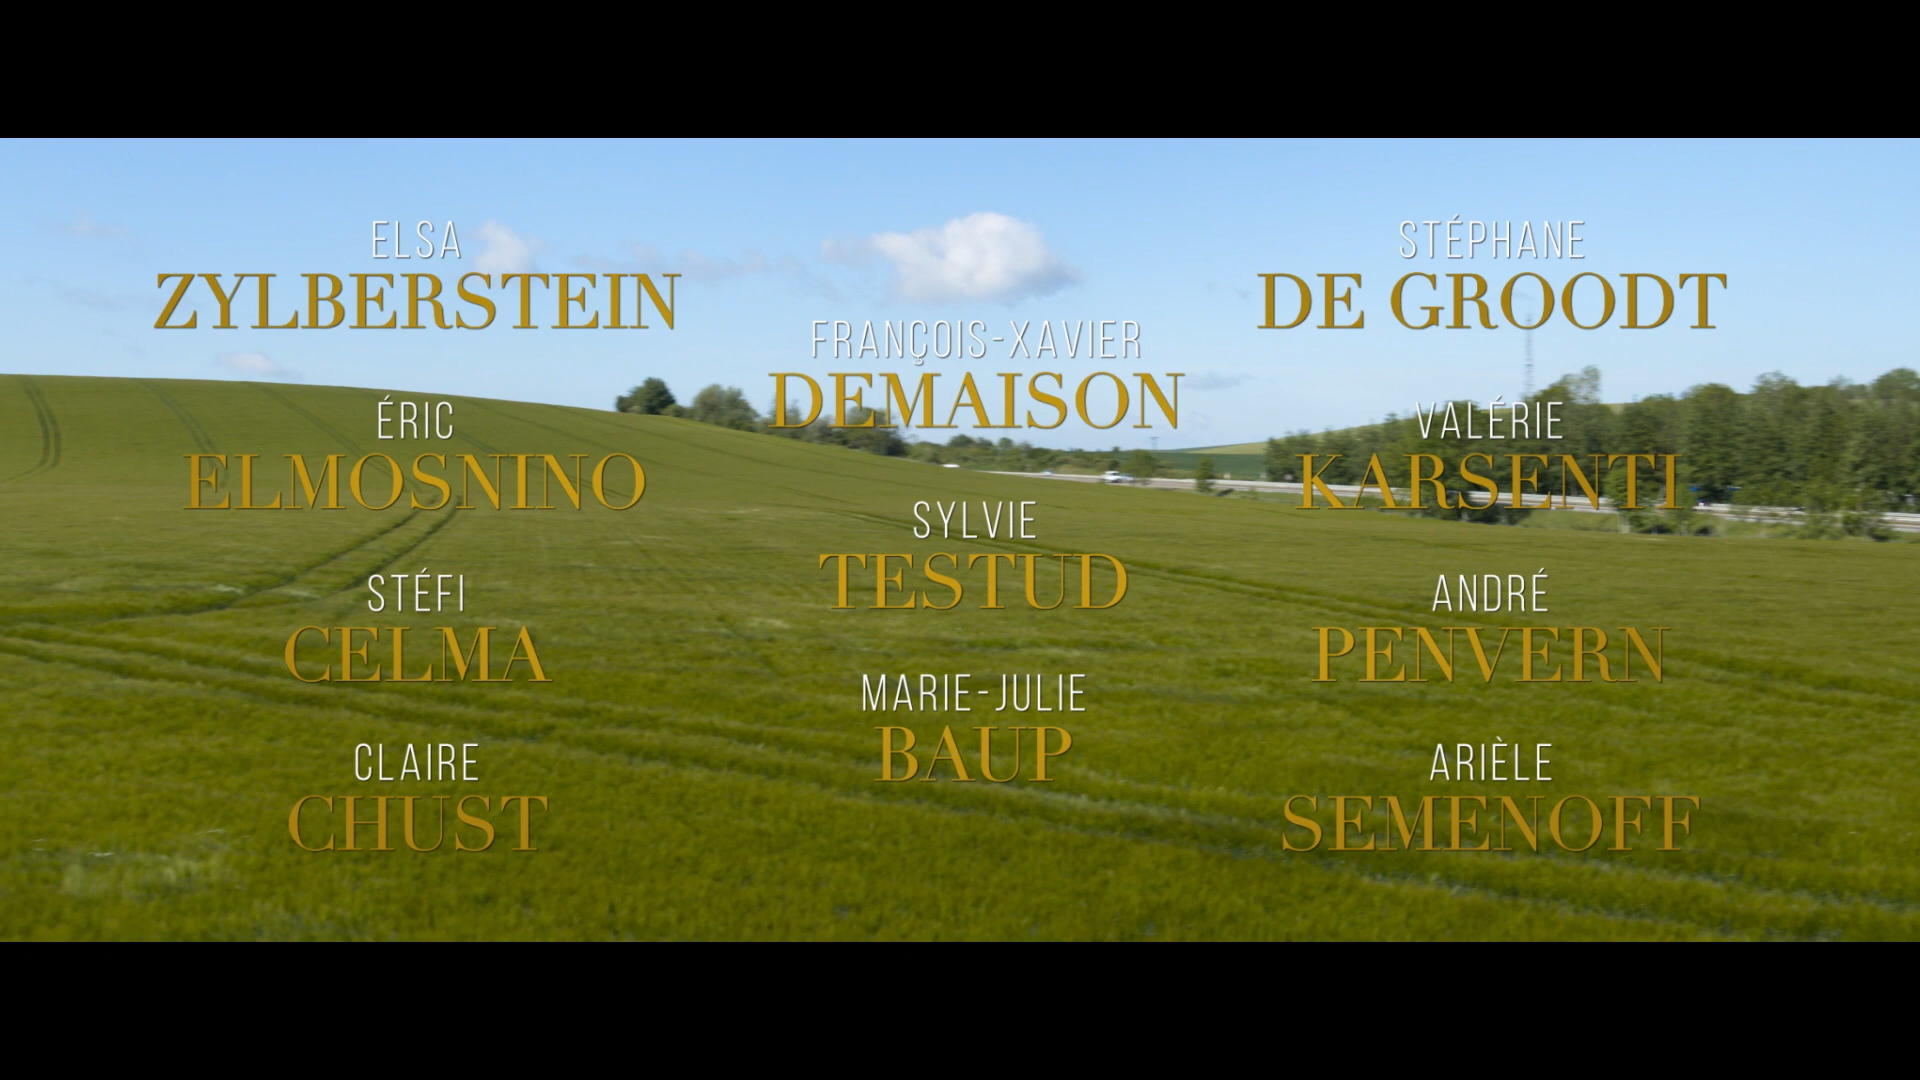 ELSA
ZYLBERSTEIN
ÉRIC
ELMOSNINO
STÉFI
CELMA
CLAIRE
CHUST
FRANÇOIS-XAVIER
DEMAISON
SYLVIE
TESTUD
MARIE-JULIE
BAUP
STÉPHANE
DE GROODT
VALÉRIE
KARSENTI
ANDRÉ
PENVERN
ARIÈLE
SEMENOFF